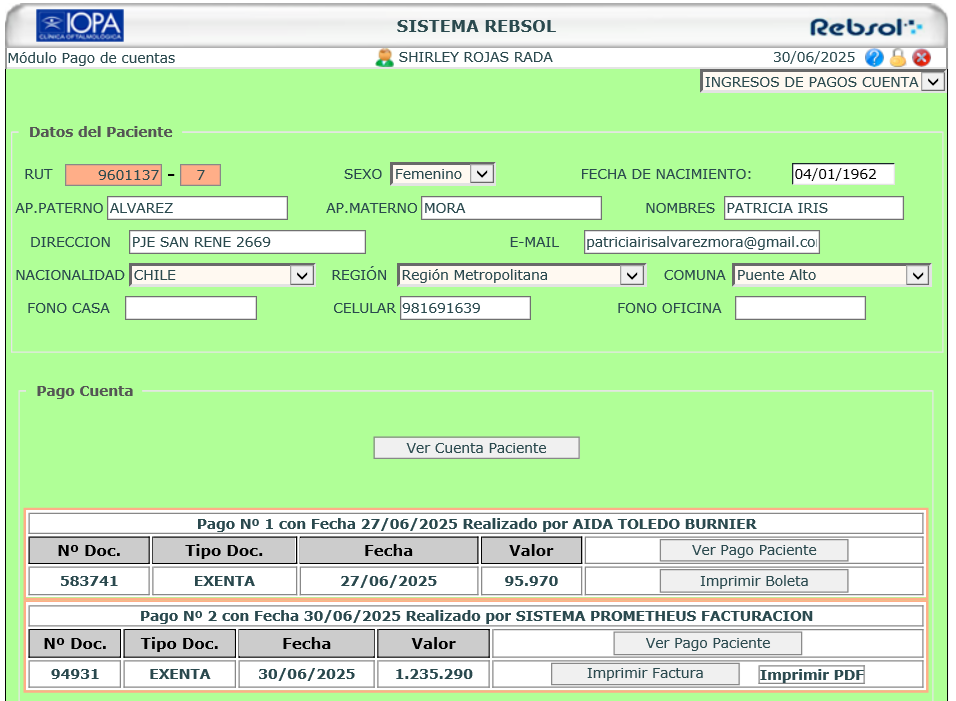 IOPA
CLÍNICA OFTALMOLÓGICA
SISTEMA REBSOL
Rebsol
Módulo Pago de cuentas
SHIRLEY ROJAS RADA
30/06/2025
INGRESOS DE PAGOS CUENTA
Datos del Paciente
RUT 9601137 - 7 SEXO Femenino FECHA DE NACIMIENTO: 04/01/1962
AP.PATERNO ALVAREZ AP.MATERNO MORA NOMBRES PATRICIA IRIS
DIRECCION PJE SAN RENE 2669 E-MAIL patriciairisalvarezmora@gmail.co
NACIONALIDAD CHILE REGIÓN Región Metropolitana COMUNA Puente Alto
FONO CASA CELULAR 981691639 FONO OFICINA
Pago Cuenta
Ver Cuenta Paciente
Pago Nº 1 con Fecha 27/06/2025 Realizado por AIDA TOLEDO BURNIER
Nº Doc. Tipo Doc. Fecha Valor Ver Pago Paciente
583741 EXENTA 27/06/2025 95.970 Imprimir Boleta
Pago Nº 2 con Fecha 30/06/2025 Realizado por SISTEMA PROMETHEUS FACTURACION
Nº Doc. Tipo Doc. Fecha Valor Ver Pago Paciente
94931 EXENTA 30/06/2025 1.235.290 Imprimir Factura Imprimir PDF